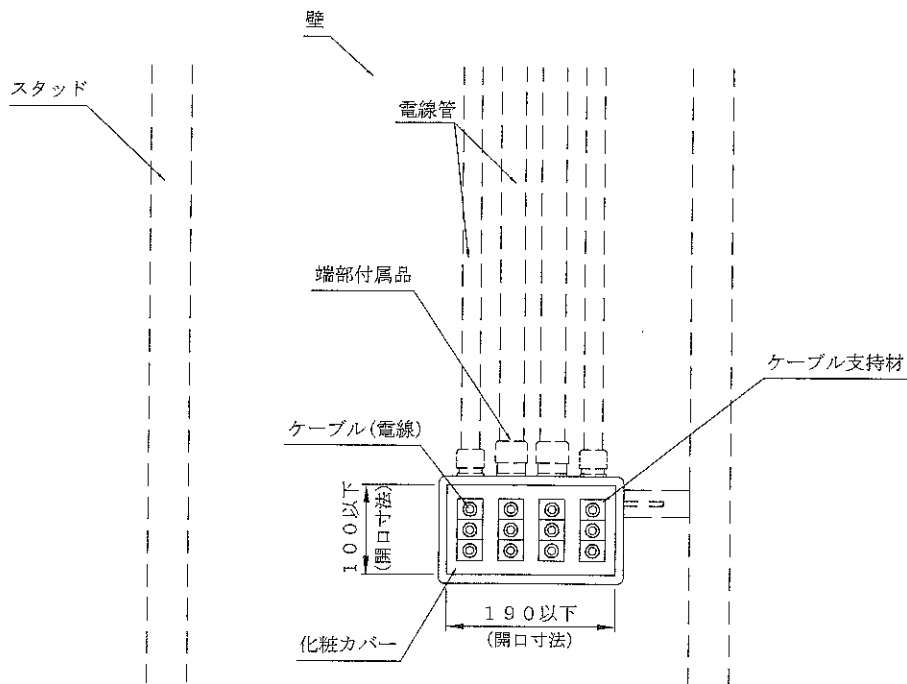 壁
スタッド
電線管
端部付属品
ケーブル支持材
ケーブル(電線)
100以下
(開口寸法)
190以下
(開口寸法)
化粧カバー